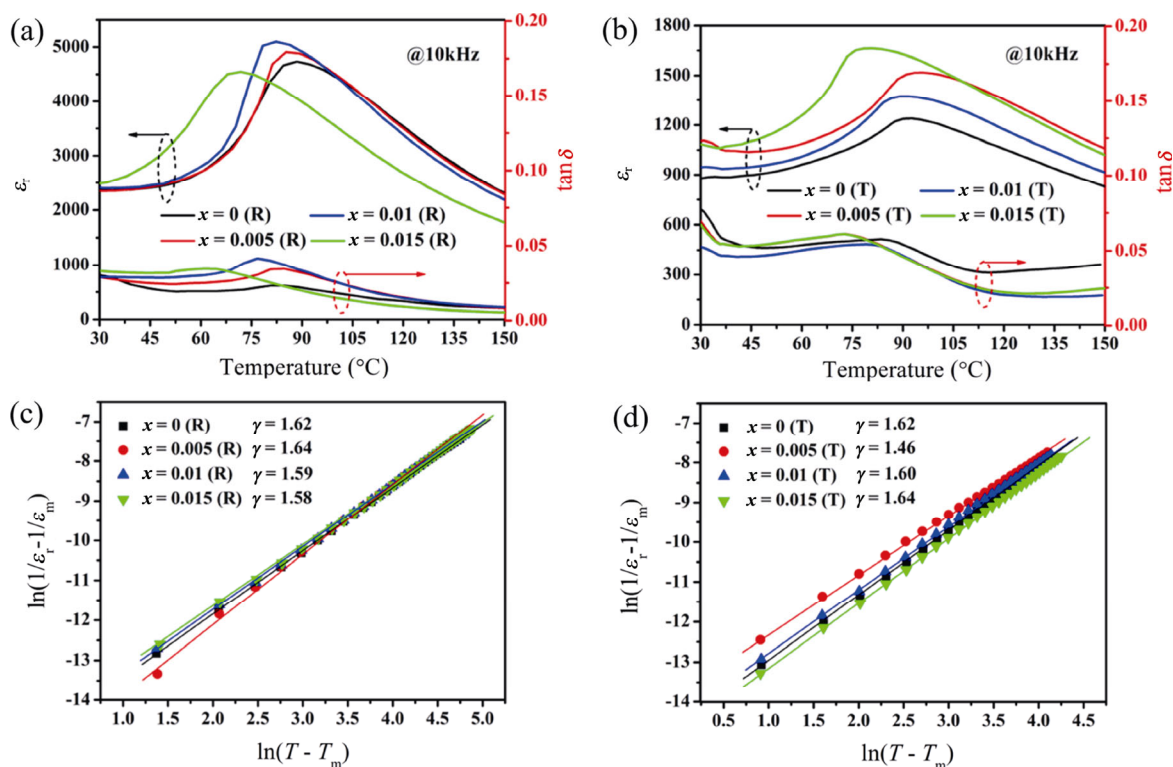 (a)
@10kHz
εr
5000
4000
3000
2000
1000
0
tan δ
0.20
0.15
0.10
0.05
0.00
x = 0 (R)
x = 0.01 (R)
x = 0.005 (R)
x = 0.015 (R)
30 45 60 75 90 105 120 135 150
Temperature (°C)
(b)
@10kHz
εr
1800
1500
1200
900
600
300
0
tan δ
0.20
0.15
0.10
0.05
0.00
x = 0 (T)
x = 0.01 (T)
x = 0.005 (T)
x = 0.015 (T)
30 45 60 75 90 105 120 135 150
Temperature (°C)
(c)
ln(1/εr-1/εm)
-7
-8
-9
-10
-11
-12
-13
-14
x = 0 (R) γ = 1.62
x = 0.005 (R) γ = 1.64
x = 0.01 (R) γ = 1.59
x = 0.015 (R) γ = 1.58
1.0 1.5 2.0 2.5 3.0 3.5 4.0 4.5 5.0
ln(T - Tm)
(d)
ln(1/εr-1/εm)
-7
-8
-9
-10
-11
-12
-13
-14
x = 0 (T) γ = 1.62
x = 0.005 (T) γ = 1.46
x = 0.01 (T) γ = 1.60
x = 0.015 (T) γ = 1.64
0.5 1.0 1.5 2.0 2.5 3.0 3.5 4.0 4.5
ln(T - Tm)